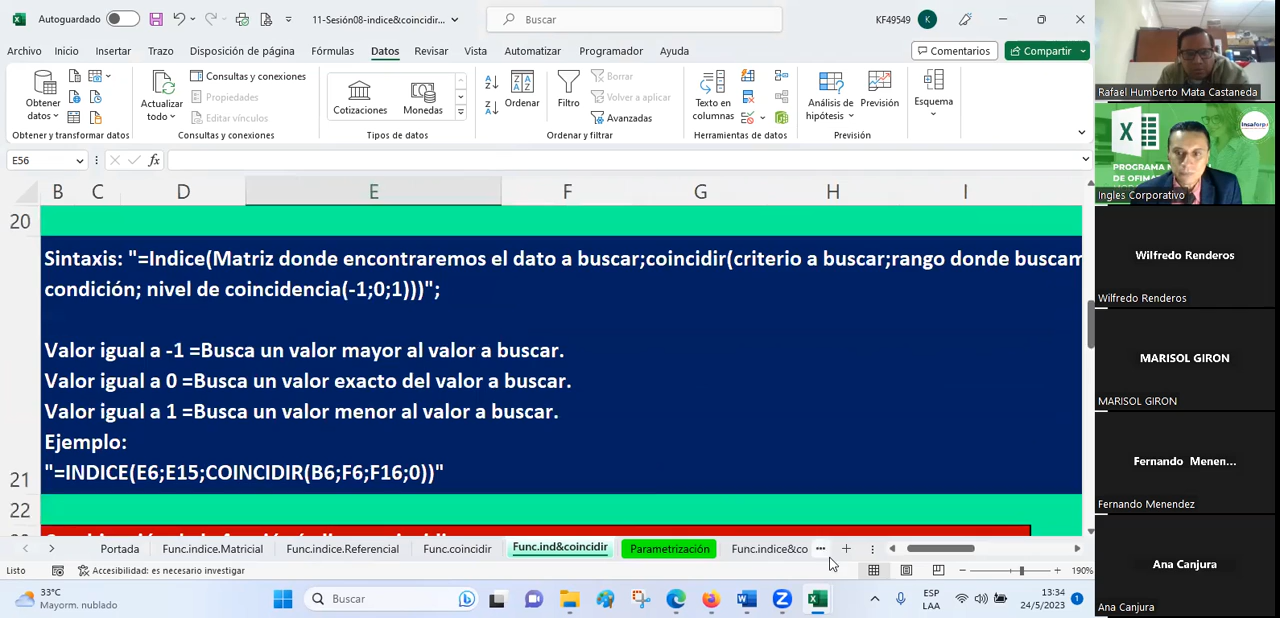 Autoguardado
11-Sesión08-indice&coincidir...
Buscar
KF49549
K
Archivo Inicio Insertar Trazo Disposición de página Fórmulas Datos Revisar Vista Automatizar Programador Ayuda
Comentarios
Compartir
Obtener datos
Obtener y transformar datos
Actualizar todo
Consultas y conexiones
Propiedades
Editar vínculos
Consultas y conexiones
Cotizaciones
Monedas
Tipos de datos
Ordenar
Filtro
Borrar
Volver a aplicar
Avanzadas
Ordenar y filtrar
Texto en columnas
Herramientas de datos
Análisis de hipótesis
Previsión
Previsión
Esquema
E56
fx
B C D E F G H I
20
Sintaxis: "=Indice(Matriz donde encontraremos el dato a buscar;coincidir(criterio a buscar;rango donde buscam
condición; nivel de coincidencia(-1;0;1)))";
Valor igual a -1 =Busca un valor mayor al valor a buscar.
Valor igual a 0 =Busca un valor exacto del valor a buscar.
Valor igual a 1 =Busca un valor menor al valor a buscar.
Ejemplo:
"=INDICE(E6;E15;COINCIDIR(B6;F6;F16;0))"
21
22
Portada Func.indice.Matricial Func.indice.Referencial Func.coincidir Func.ind&coincidir Parametrización Func.indice&co ...
Listo
Accesibilidad: es necesario investigar
190%
33°C
Mayorm. nublado
Buscar
ESP
LAA
13:34
24/5/2023
1
Rafael Humberto Mata Castaneda
PROGRAMA
DE OFIMÁT
Insaforp
Ingles Corporativo
Wilfredo Renderos
Wilfredo Renderos
MARISOL GIRON
MARISOL GIRON
Fernando Menen...
Fernando Menendez
Ana Canjura
Ana Canjura